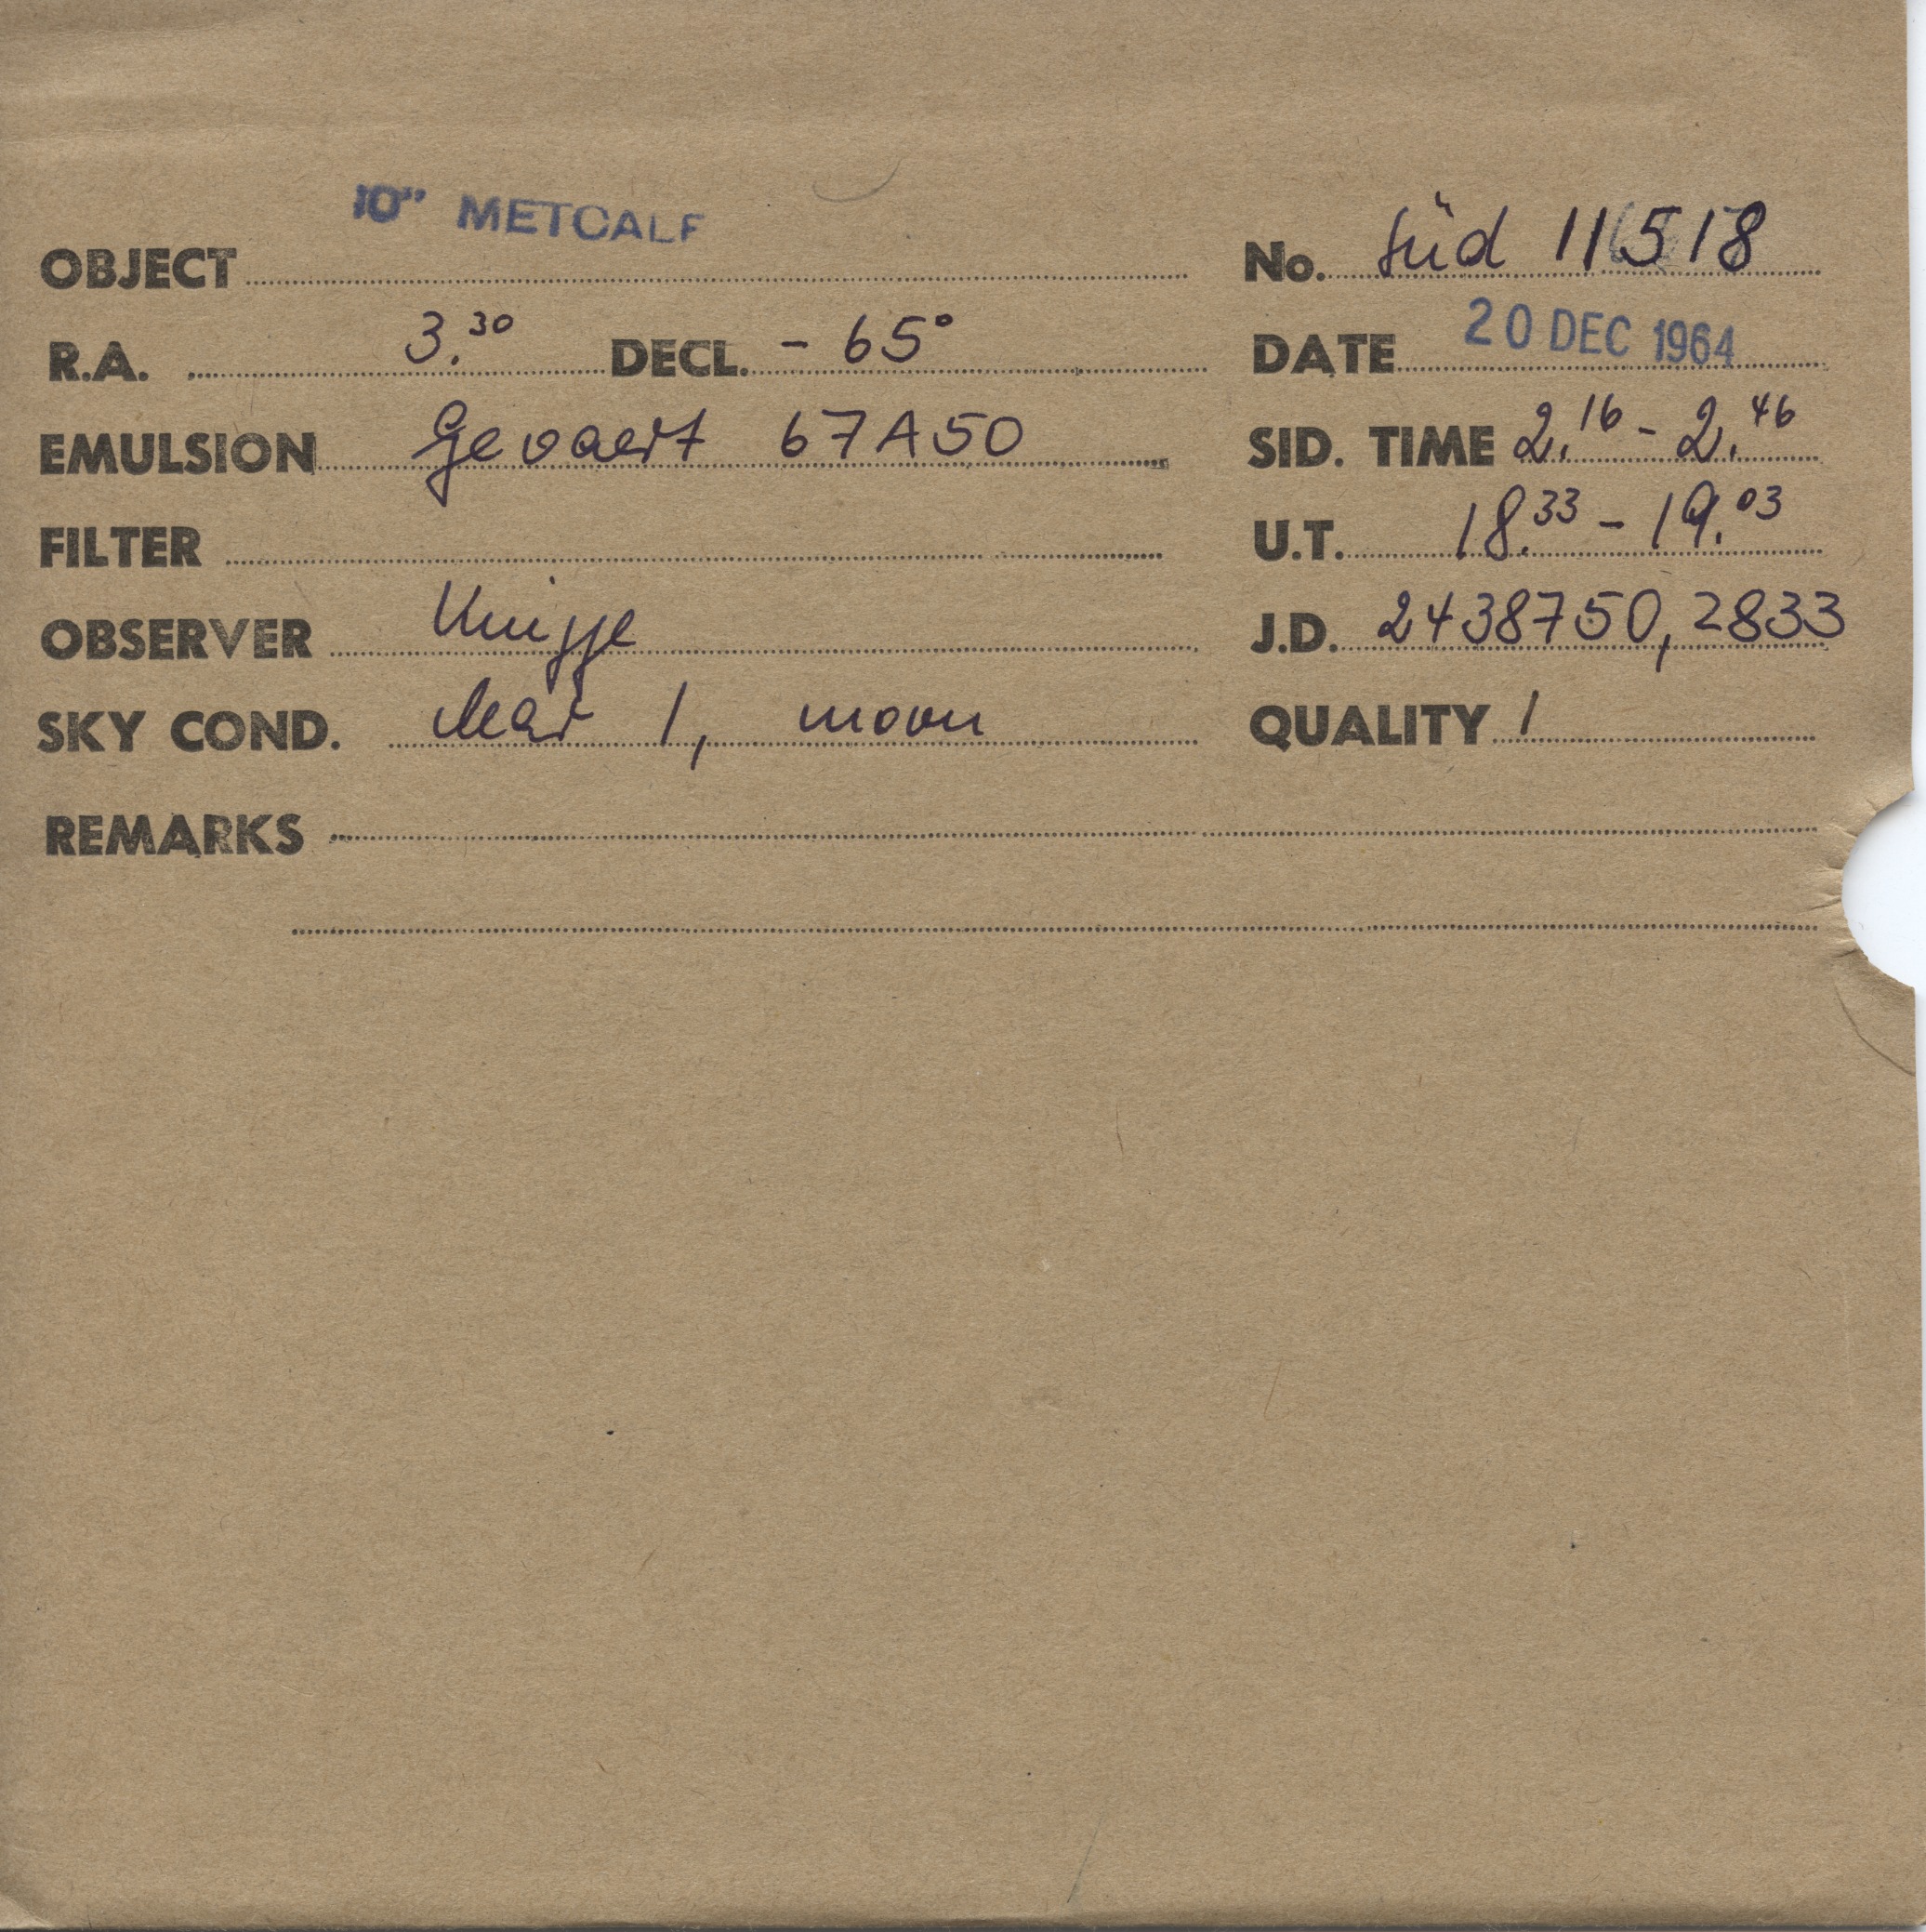 10" METCALF
OBJECT No. Süd 11518
R.A. 3.30 DECL. - 65° DATE 20 DEC 1964
EMULSION Gevaert 67A50 SID. TIME 2.16 - 2.46
FILTER U.T. 18.33 - 19.03
OBSERVER Knigge J.D. 2438750,2833
SKY COND. clear 1, moon QUALITY 1
REMARKS